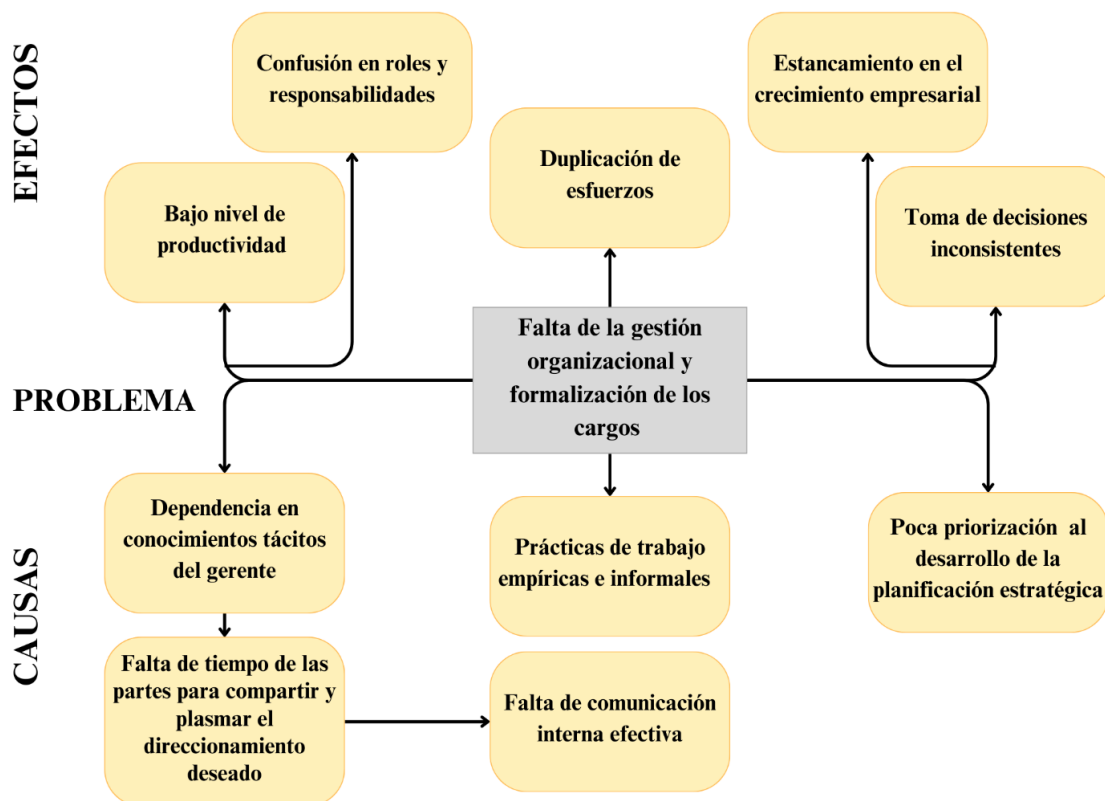 EFECTOS
Confusión en roles y
responsabilidades
Estancamiento en el
crecimiento empresarial
Duplicación de
esfuerzos
Bajo nivel de
productividad
Toma de decisiones
inconsistentes
PROBLEMA
Falta de la gestión
organizacional y
formalización de los
cargos
CAUSAS
Dependencia en
conocimientos tácitos
del gerente
Prácticas de trabajo
empíricas e informales
Poca priorización al
desarrollo de la
planificación estratégica
Falta de tiempo de las
partes para compartir y
plasmar el
direccionamiento
deseado
Falta de comunicación
interna efectiva